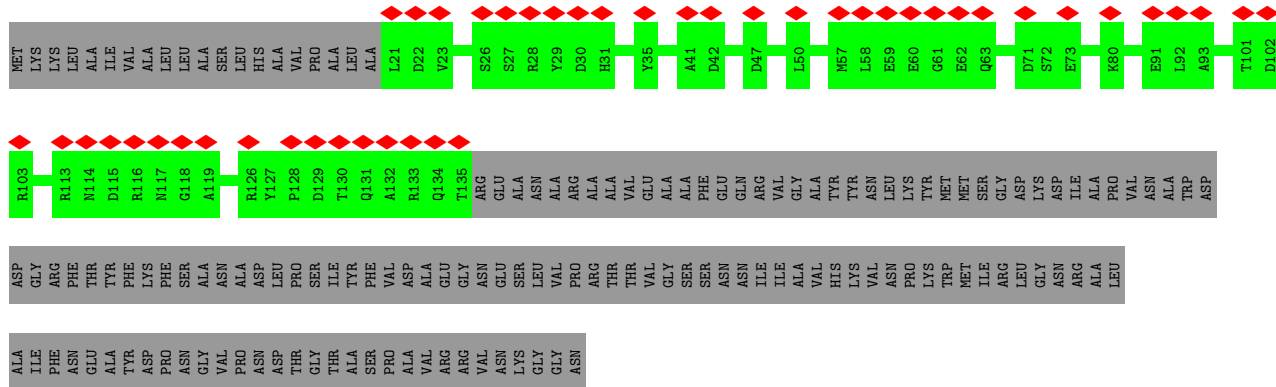 MET LYS LYS LEU ALA ILE VAL ALA LEU LEU ALA SER LEU HIS ALA VAL PRO ALA LEU ALA L21 D22 V23 S26 S27 R28 Y29 D30 H31 Y35 A41 D42 D47 L50 M57 L58 E59 E60 G61 E62 Q63 D71 S72 E73 K80 E91 L92 A93 T101 D102
R103 R113 N114 D115 R116 N117 G118 A119 R126 Y127 P128 D129 T130 Q131 A132 R133 Q134 T135 ARG GLU ALA ASN ALA ARG ALA ALA VAL GLU ALA ALA PHE GLU GLN ARG VAL GLY ALA TYR TYR ASN LEU LYS TYR MET MET SER GLY ASP LYS ASP ILE ALA PRO VAL ASN ALA TRP ASP
ASP GLY ARG PHE THR TYR PHE LYS PHE SER ALA ASN ALA ASP LEU PRO SER ILE TYR PHE VAL ASP ALA GLU GLY ASN GLU SER LEU VAL PRO ARG THR THR VAL GLY SER SER ASN ASN ILE ILE ALA VAL HIS LYS VAL ASN PRO LYS TRP MET ILE ARG LEU GLY ASN ARG ALA LEU
ALA ILE PHE ASN GLU ALA TYR ASP PRO ASN GLY VAL PRO ASN ASP THR GLY THR ALA SER PRO ALA VAL ARG ARG VAL ASN LYS GLY GLY ASN